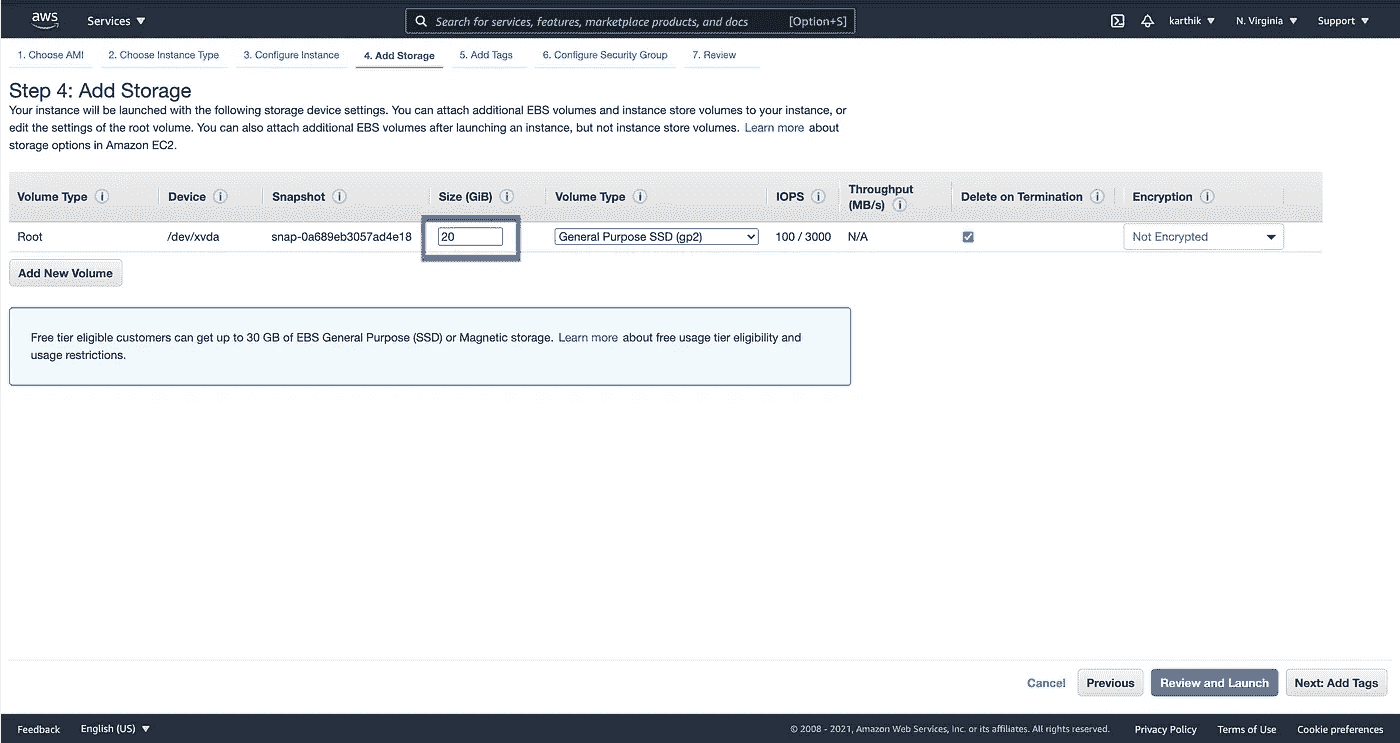 aws Services Search for services, features, marketplace products, and docs [Option+S] karthik N. Virginia Support
1. Choose AMI 2. Choose Instance Type 3. Configure Instance 4. Add Storage 5. Add Tags 6. Configure Security Group 7. Review
Step 4: Add Storage
Your instance will be launched with the following storage device settings. You can attach additional EBS volumes and instance store volumes to your instance, or
edit the settings of the root volume. You can also attach additional EBS volumes after launching an instance, but not instance store volumes. Learn more about
storage options in Amazon EC2.
Volume Type i Device i Snapshot i Size (GiB) i Volume Type i IOPS i Throughput
(MB/s) i Delete on Termination i Encryption i
Root /dev/xvda snap-0a689eb3057ad4e18 20 General Purpose SSD (gp2) 100 / 3000 N/A Not Encrypted
Add New Volume
Free tier eligible customers can get up to 30 GB of EBS General Purpose (SSD) or Magnetic storage. Learn more about free usage tier eligibility and
usage restrictions.
Cancel Previous Review and Launch Next: Add Tags
Feedback English (US) © 2008 - 2021, Amazon Web Services, Inc. or its affiliates. All rights reserved. Privacy Policy Terms of Use Cookie preferences